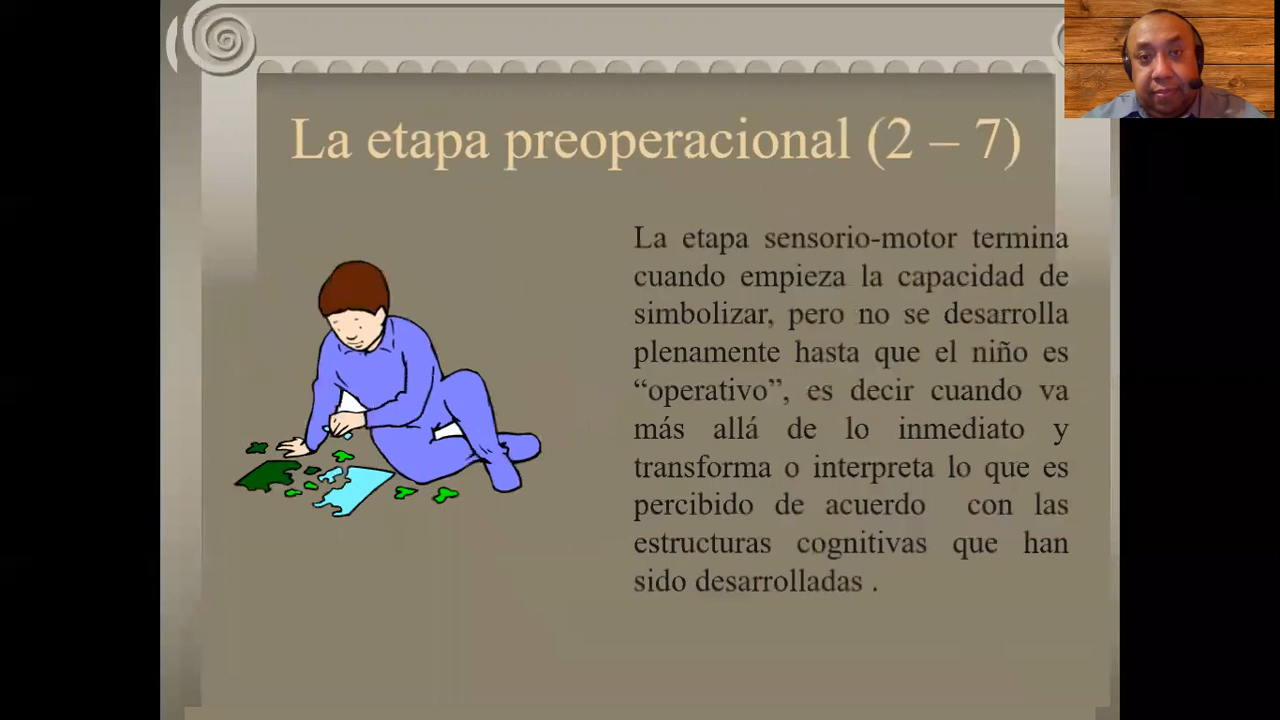 La etapa preoperacional (2 – 7)
La etapa sensorio-motor termina
cuando empieza la capacidad de
simbolizar, pero no se desarrolla
plenamente hasta que el niño es
“operativo”, es decir cuando va
más allá de lo inmediato y
transforma o interpreta lo que es
percibido de acuerdo con las
estructuras cognitivas que han
sido desarrolladas .